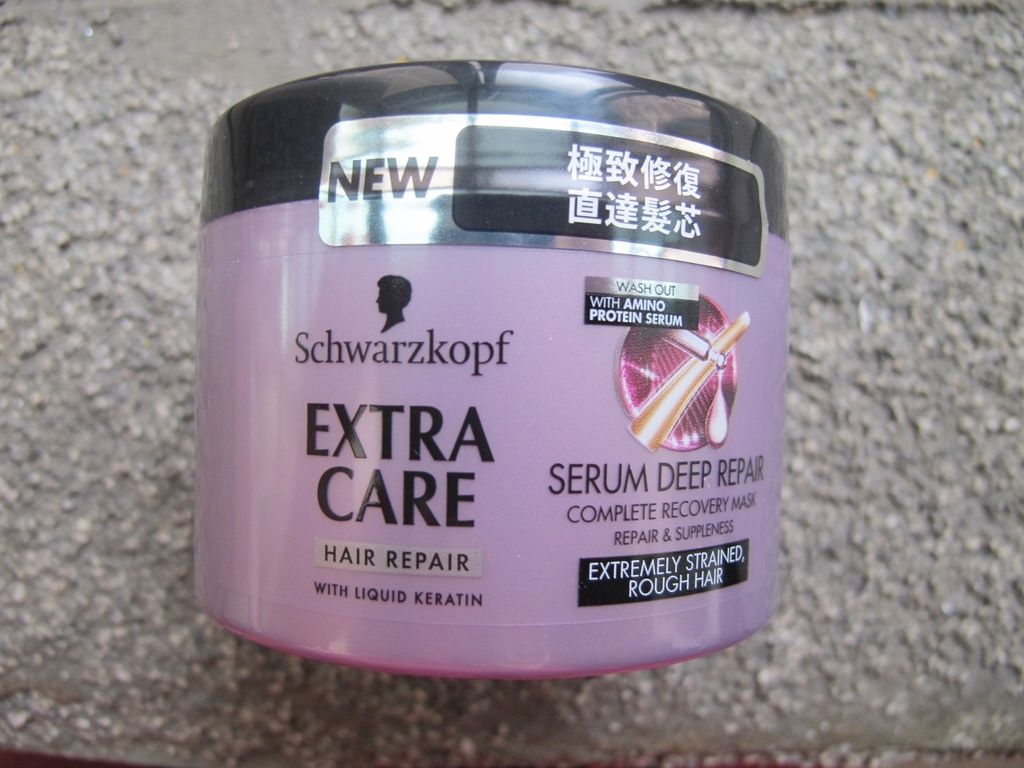 NEW
極致修復
直達髮芯
Schwarzkopf
EXTRA
CARE
HAIR REPAIR
WITH LIQUID KERATIN
WASH OUT
WITH AMINO
PROTEIN SERUM
SERUM DEEP REPAIR
COMPLETE RECOVERY MASK
REPAIR & SUPPLENESS
EXTREMELY STRAINED,
ROUGH HAIR